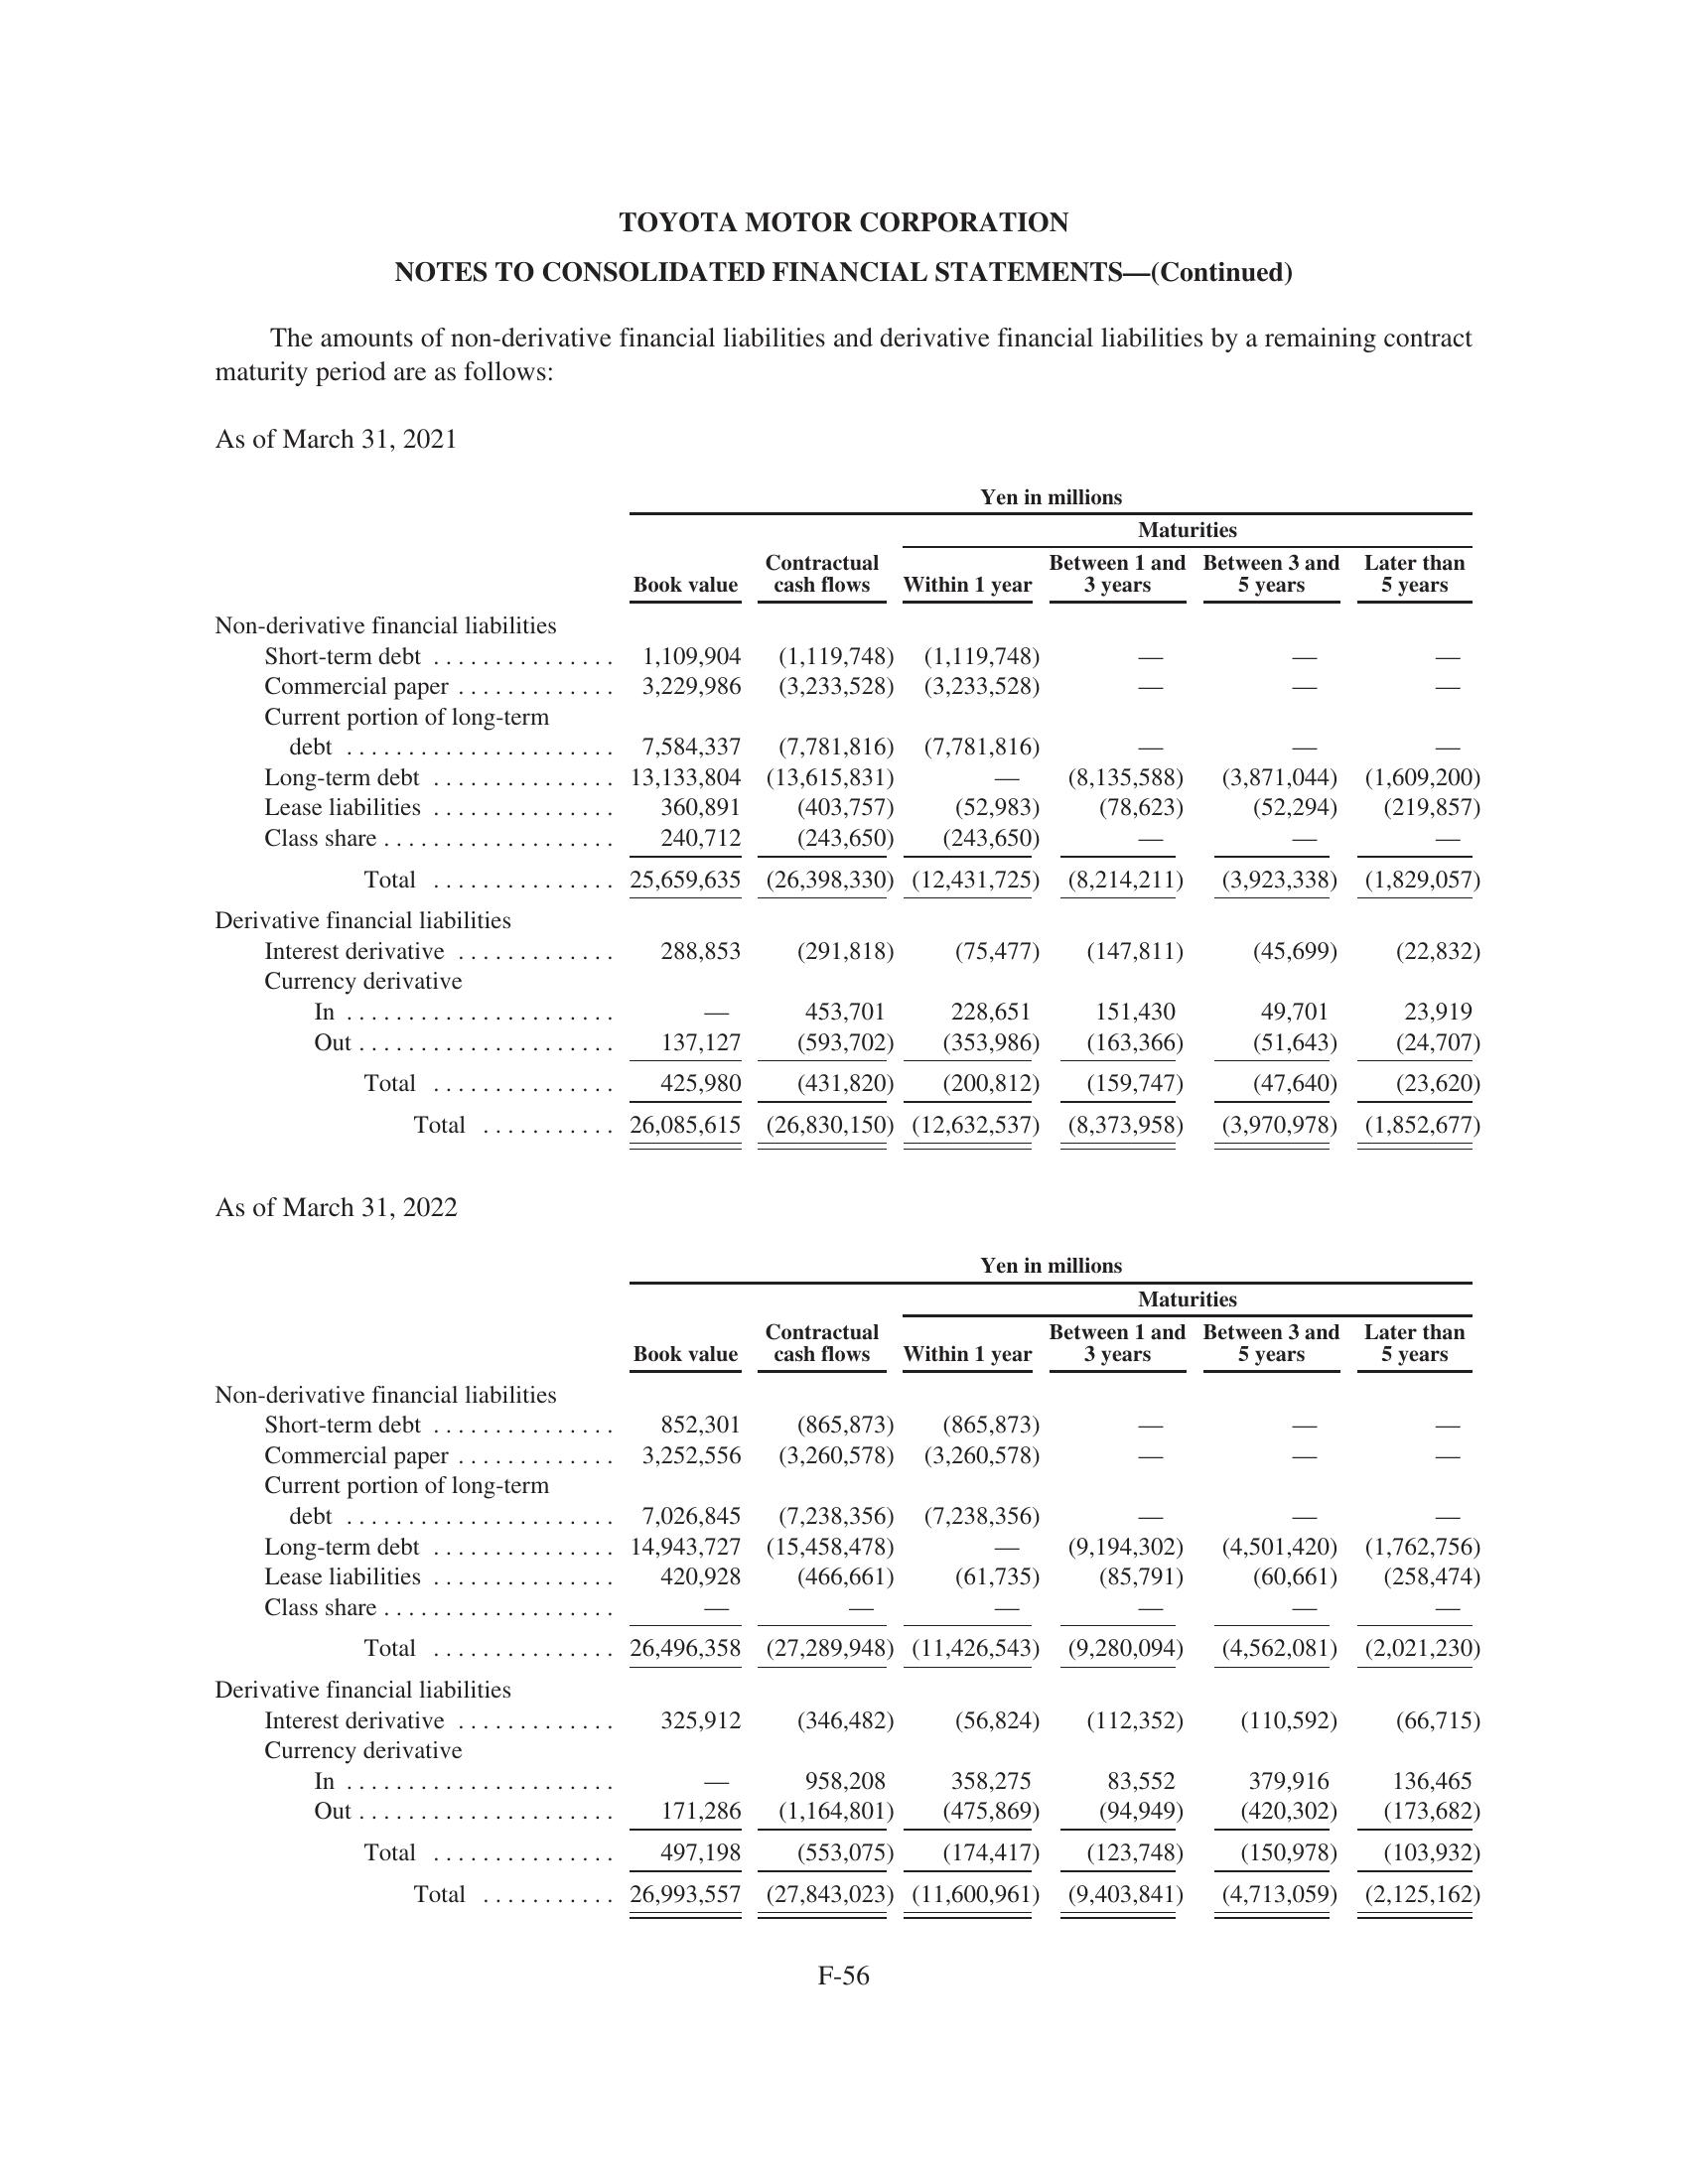 TOYOTA MOTOR CORPORATION
NOTES TO CONSOLIDATED FINANCIAL STATEMENTS—(Continued)
The amounts of non-derivative financial liabilities and derivative financial liabilities by a remaining contract
maturity period are as follows:
As of March 31, 2021
Yen in millions
Maturities
Book value Contractual cash flows Within 1 year Between 1 and 3 years Between 3 and 5 years Later than 5 years
Non-derivative financial liabilities
Short-term debt . . . . . . . . . . . . . . . 1,109,904 (1,119,748) (1,119,748) — — —
Commercial paper . . . . . . . . . . . . . 3,229,986 (3,233,528) (3,233,528) — — —
Current portion of long-term
debt . . . . . . . . . . . . . . . . . . . . . . 7,584,337 (7,781,816) (7,781,816) — — —
Long-term debt . . . . . . . . . . . . . . . 13,133,804 (13,615,831) — (8,135,588) (3,871,044) (1,609,200)
Lease liabilities . . . . . . . . . . . . . . . 360,891 (403,757) (52,983) (78,623) (52,294) (219,857)
Class share . . . . . . . . . . . . . . . . . . . 240,712 (243,650) (243,650) — — —
Total . . . . . . . . . . . . . . . 25,659,635 (26,398,330) (12,431,725) (8,214,211) (3,923,338) (1,829,057)
Derivative financial liabilities
Interest derivative . . . . . . . . . . . . . 288,853 (291,818) (75,477) (147,811) (45,699) (22,832)
Currency derivative
In . . . . . . . . . . . . . . . . . . . . . . — 453,701 228,651 151,430 49,701 23,919
Out . . . . . . . . . . . . . . . . . . . . . 137,127 (593,702) (353,986) (163,366) (51,643) (24,707)
Total . . . . . . . . . . . . . . . 425,980 (431,820) (200,812) (159,747) (47,640) (23,620)
Total . . . . . . . . . . . 26,085,615 (26,830,150) (12,632,537) (8,373,958) (3,970,978) (1,852,677)
As of March 31, 2022
Yen in millions
Maturities
Book value Contractual cash flows Within 1 year Between 1 and 3 years Between 3 and 5 years Later than 5 years
Non-derivative financial liabilities
Short-term debt . . . . . . . . . . . . . . . 852,301 (865,873) (865,873) — — —
Commercial paper . . . . . . . . . . . . . 3,252,556 (3,260,578) (3,260,578) — — —
Current portion of long-term
debt . . . . . . . . . . . . . . . . . . . . . . 7,026,845 (7,238,356) (7,238,356) — — —
Long-term debt . . . . . . . . . . . . . . . 14,943,727 (15,458,478) — (9,194,302) (4,501,420) (1,762,756)
Lease liabilities . . . . . . . . . . . . . . . 420,928 (466,661) (61,735) (85,791) (60,661) (258,474)
Class share . . . . . . . . . . . . . . . . . . . — — — — — —
Total . . . . . . . . . . . . . . . 26,496,358 (27,289,948) (11,426,543) (9,280,094) (4,562,081) (2,021,230)
Derivative financial liabilities
Interest derivative . . . . . . . . . . . . . 325,912 (346,482) (56,824) (112,352) (110,592) (66,715)
Currency derivative
In . . . . . . . . . . . . . . . . . . . . . . — 958,208 358,275 83,552 379,916 136,465
Out . . . . . . . . . . . . . . . . . . . . . 171,286 (1,164,801) (475,869) (94,949) (420,302) (173,682)
Total . . . . . . . . . . . . . . . 497,198 (553,075) (174,417) (123,748) (150,978) (103,932)
Total . . . . . . . . . . . 26,993,557 (27,843,023) (11,600,961) (9,403,841) (4,713,059) (2,125,162)
F-56